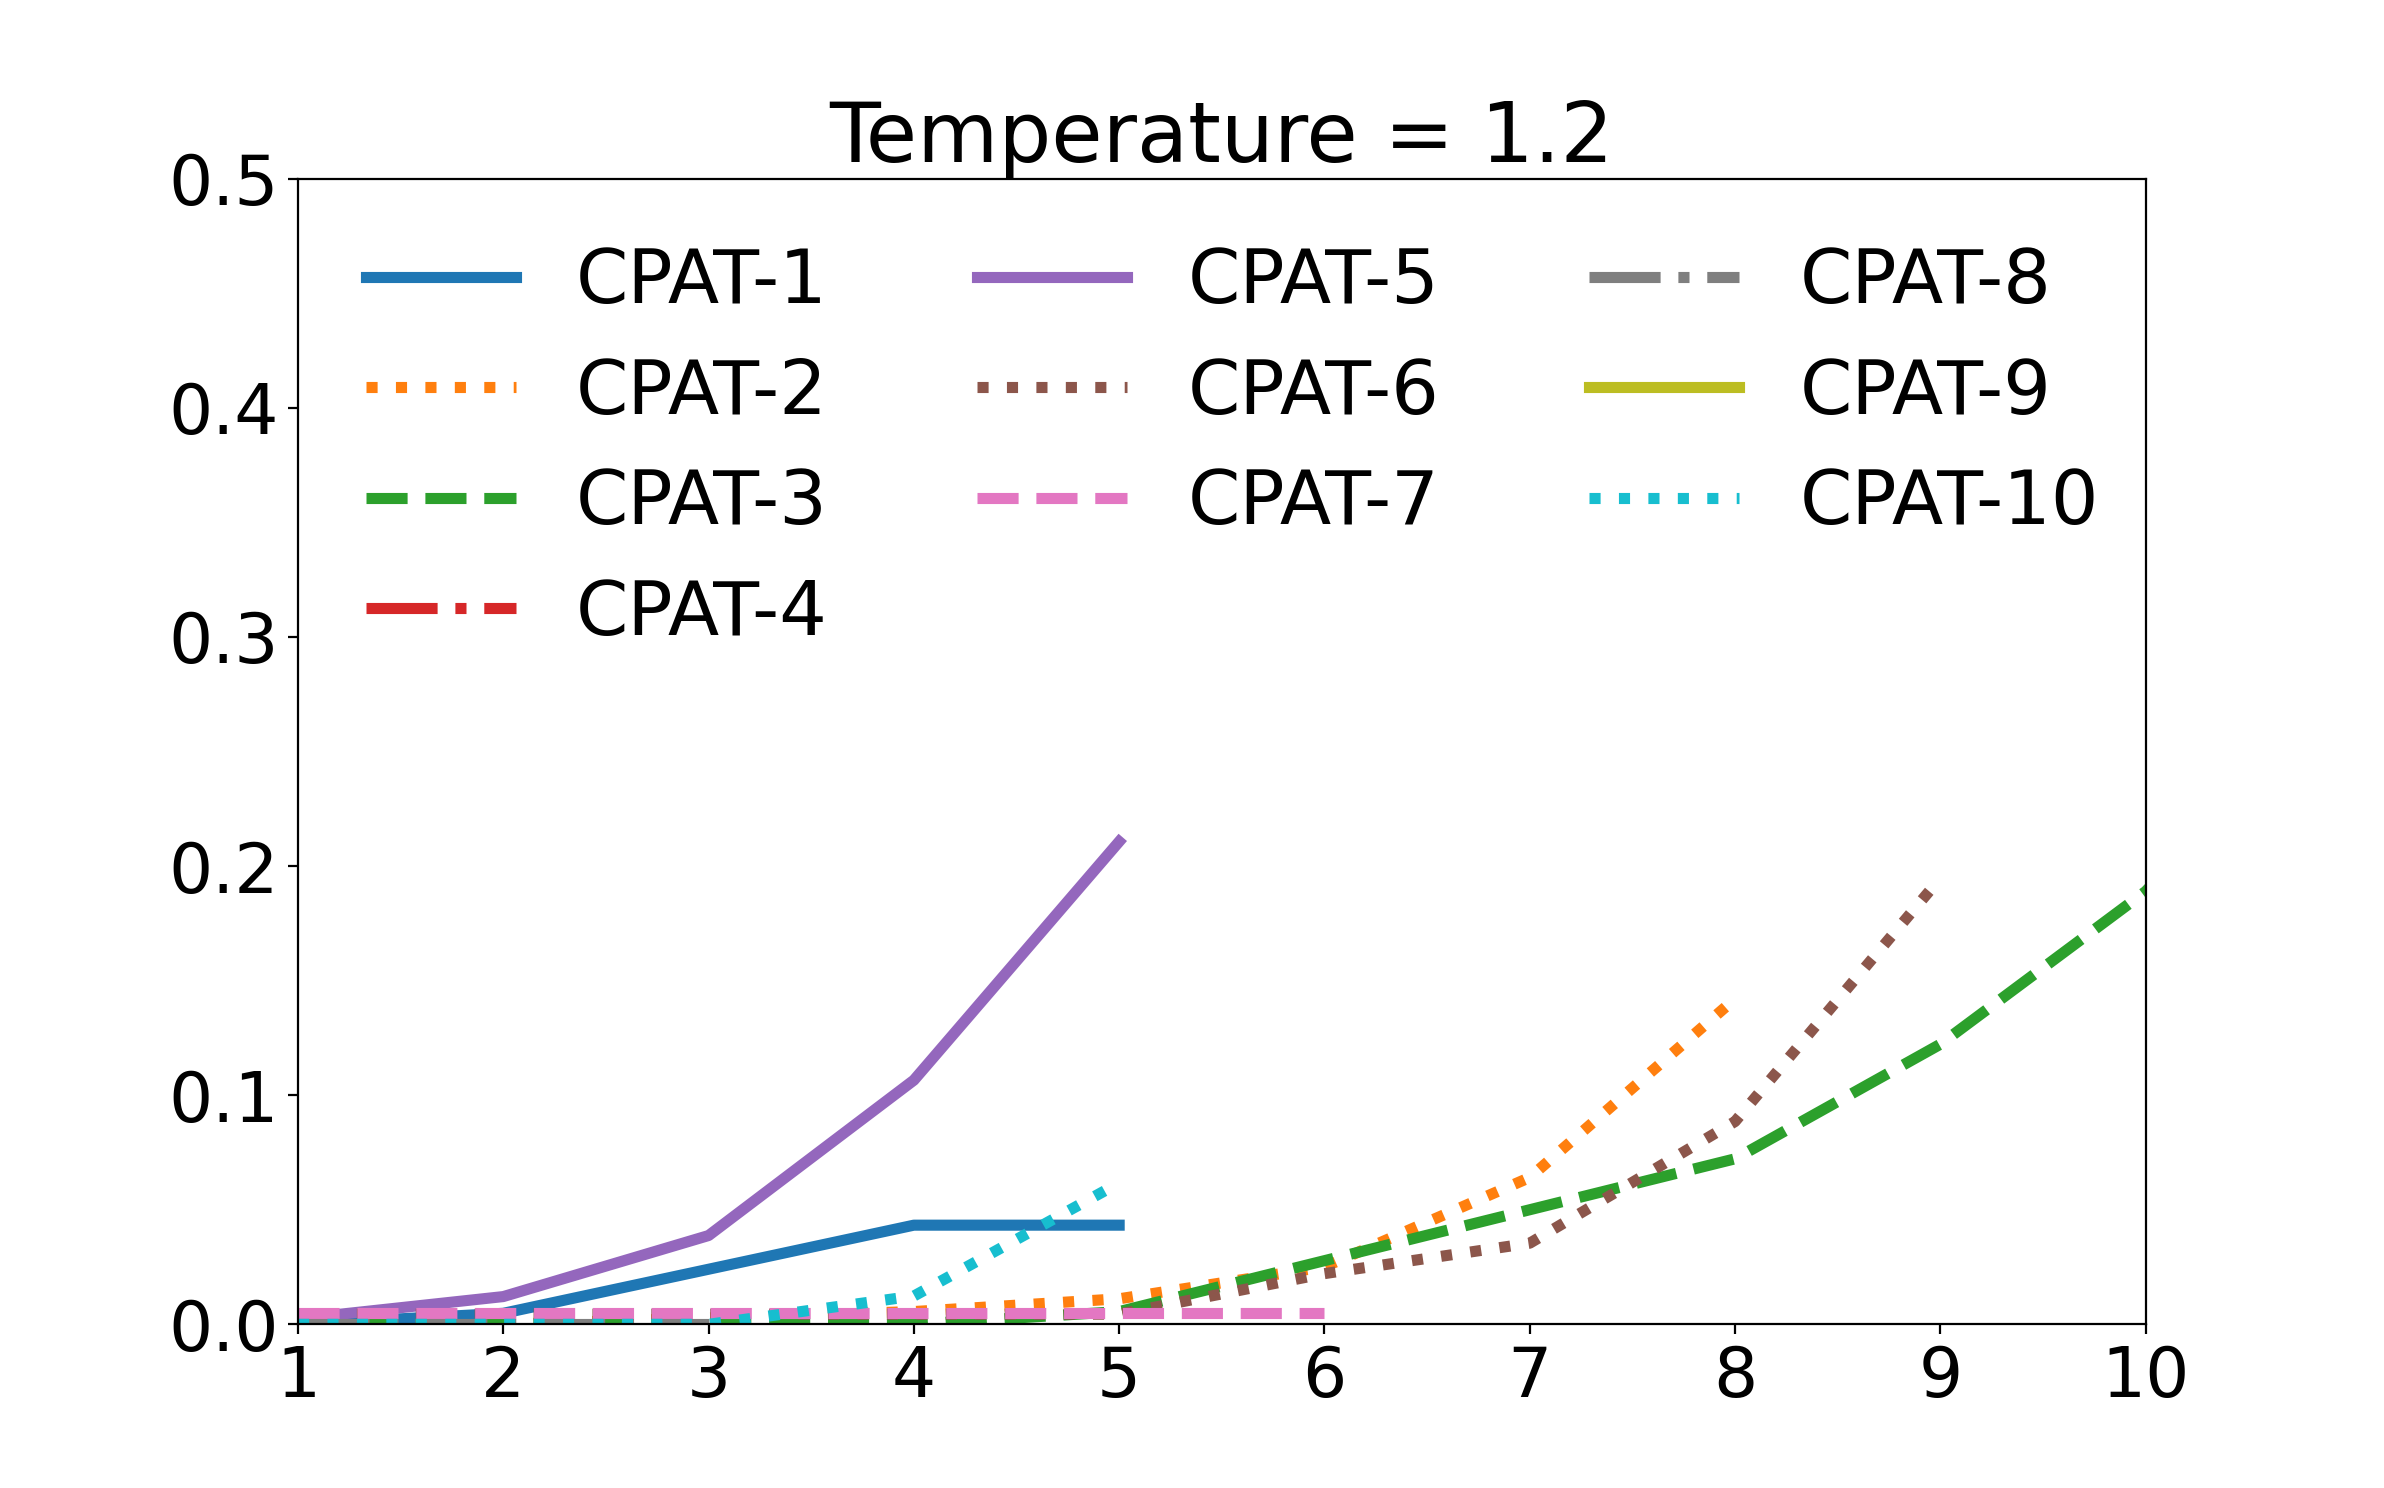 Temperature = 1.2
0.5
0.4
0.3
0.2
0.1
0.0
CPAT-1
CPAT-2
CPAT-3
CPAT-4
CPAT-5
CPAT-6
CPAT-7
CPAT-8
CPAT-9
CPAT-10
1 2 3 4 5 6 7 8 9 10